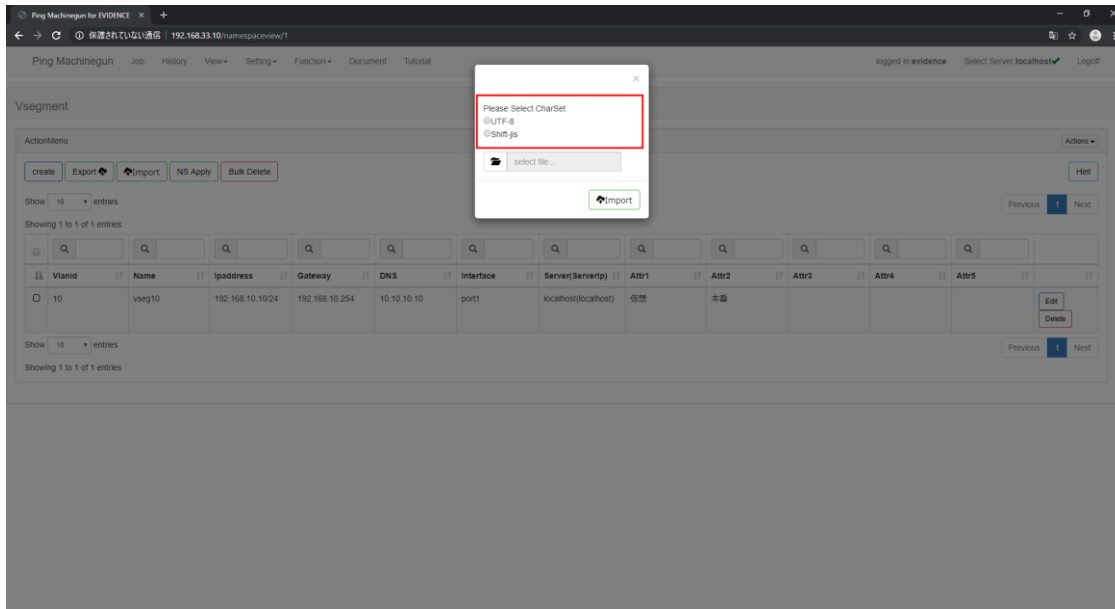 Ping Machinegun for EVIDENCE
保護されていない通信 | 192.168.33.10/namespaceview/1
Ping Machinegun Job History View Setting Function Document Tutorial logged in evidence Select Server:localhost Logoff
Please Select CharSet
UTF-8
Shift-jis
select file...
Import
Vsegment
ActionMenu Actions
create Export Import NS Apply Bulk Delete Hint
Show 10 entries Previous 1 Next
Showing 1 to 1 of 1 entries
Vlanid Name Ipaddress Gateway DNS Interface Server(ServerIp) Attr1 Attr2 Attr3 Attr4 Attr5
10 vseg10 192.168.10.10/24 192.168.10.254 10.10.10.10 port1 localhost(localhost) 仮想 本番 Edit
Delete
Show 10 entries Previous 1 Next
Showing 1 to 1 of 1 entries